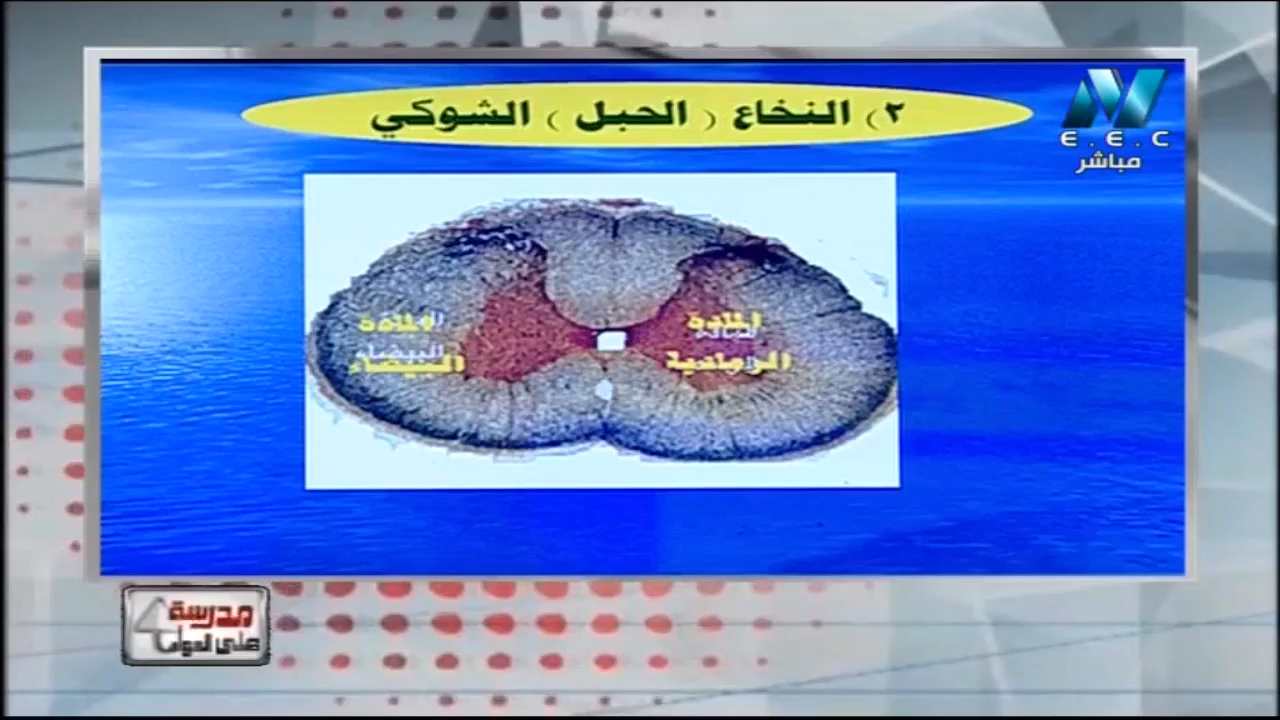 ٢) النخاع ( الحبل ) الشوكي
E.E.C
مباشر
المادة
الرمادية
المادة
البيضاء
مدرسة
على الهواء